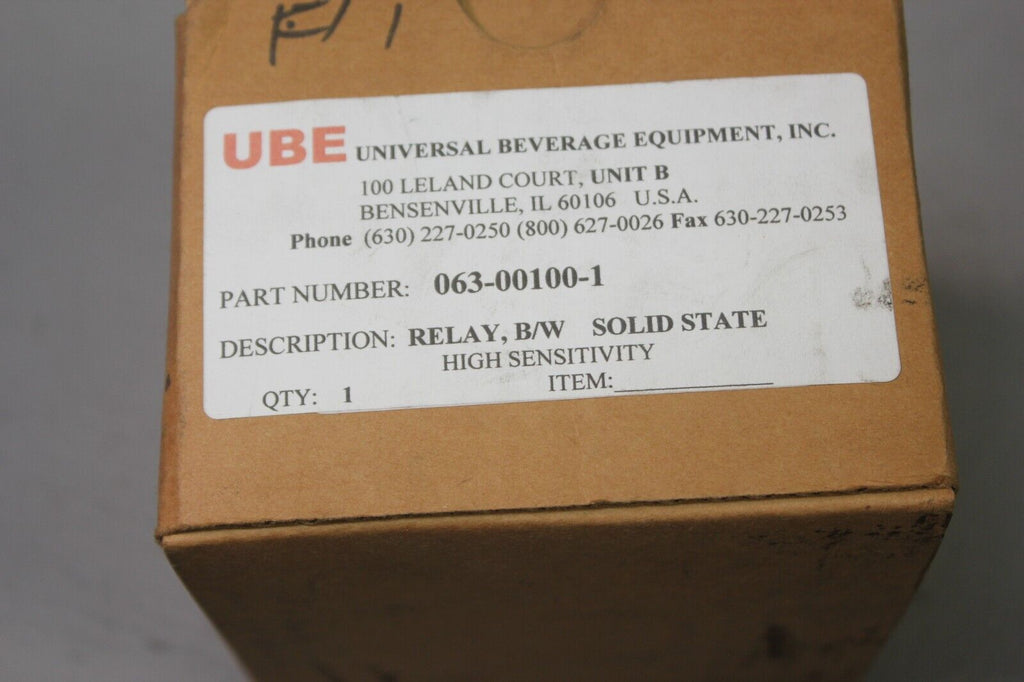 UBE UNIVERSAL BEVERAGE EQUIPMENT, INC.
100 LELAND COURT, UNIT B
BENSENVILLE, IL 60106 U.S.A.
Phone (630) 227-0250 (800) 627-0026 Fax 630-227-0253
PART NUMBER: 063-00100-1
DESCRIPTION: RELAY, B/W SOLID STATE
HIGH SENSITIVITY
QTY: 1 ITEM: